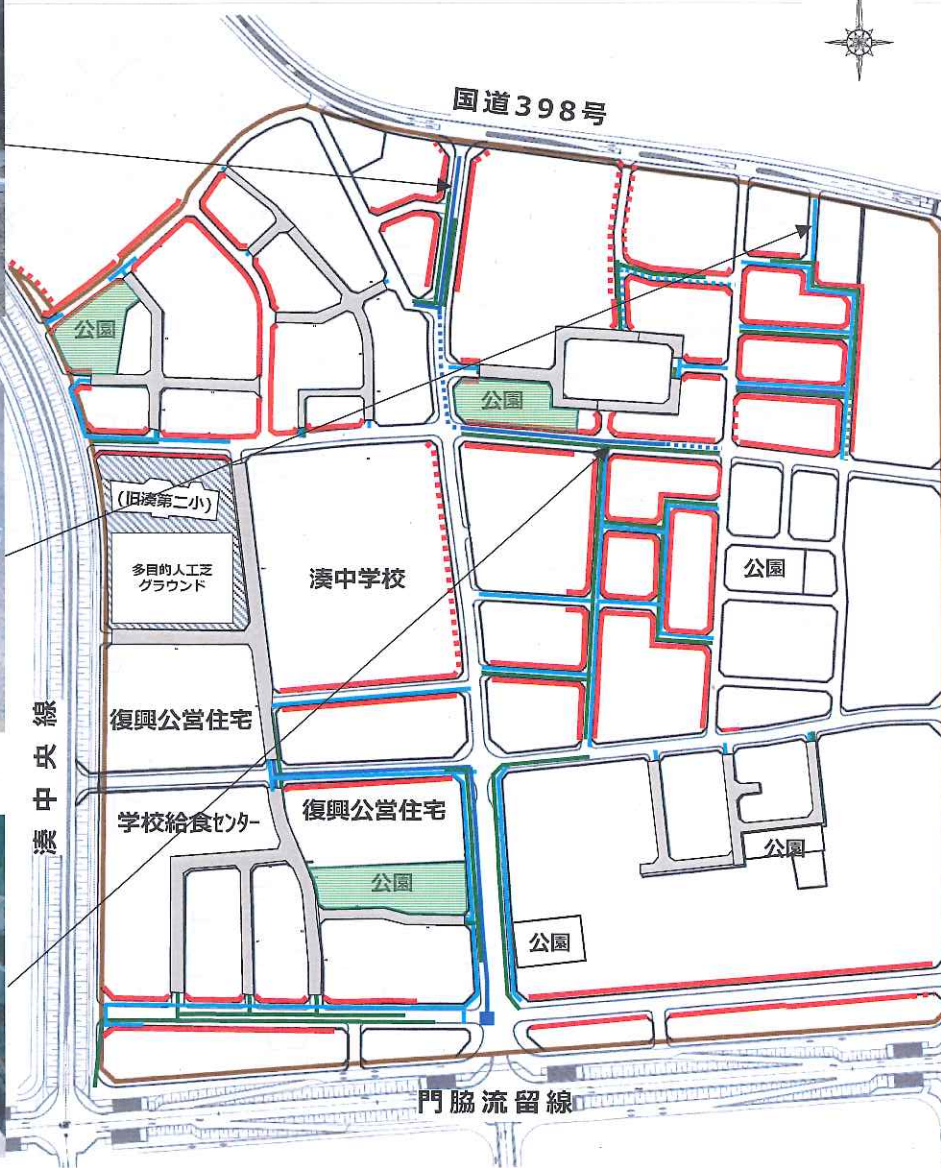 国道398号
公園
公園
(旧湊第二小)
多目的人工芝
グラウンド
湊中学校
公園
復興公営住宅
湊中央線
学校給食センター
復興公営住宅
公園
公園
公園
門脇流留線